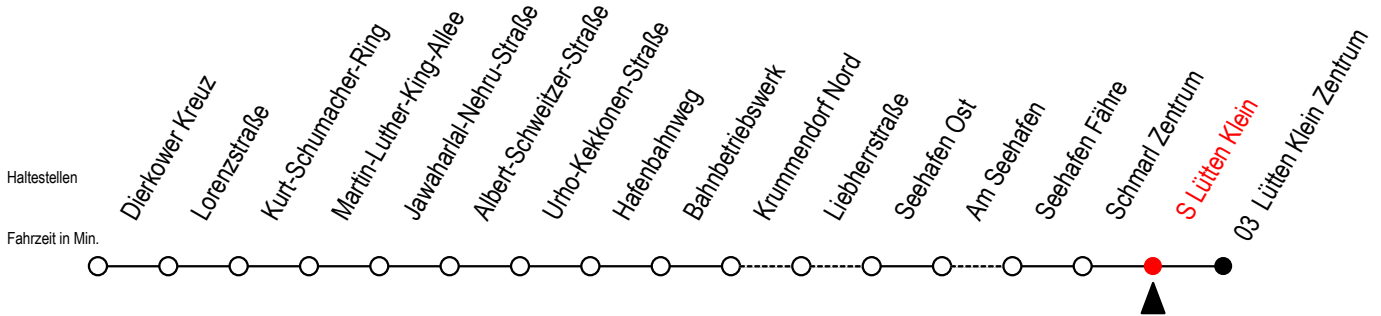 Haltestellen
Fahrzeit in Min.
Dierkower Kreuz
Lorenzstraße
Kurt-Schumacher-Ring
Martin-Luther-King-Allee
Jawaharlal-Nehru-Straße
Albert-Schweitzer-Straße
Urho-Kekkonen-Straße
Hafenbahnweg
Bahnbetriebswerk
Krummendorf Nord
Liebherrstraße
Seehafen Ost
Am Seehafen
Seehafen Fähre
Schmarl Zentrum
S Lütten Klein
03 Lütten Klein Zentrum